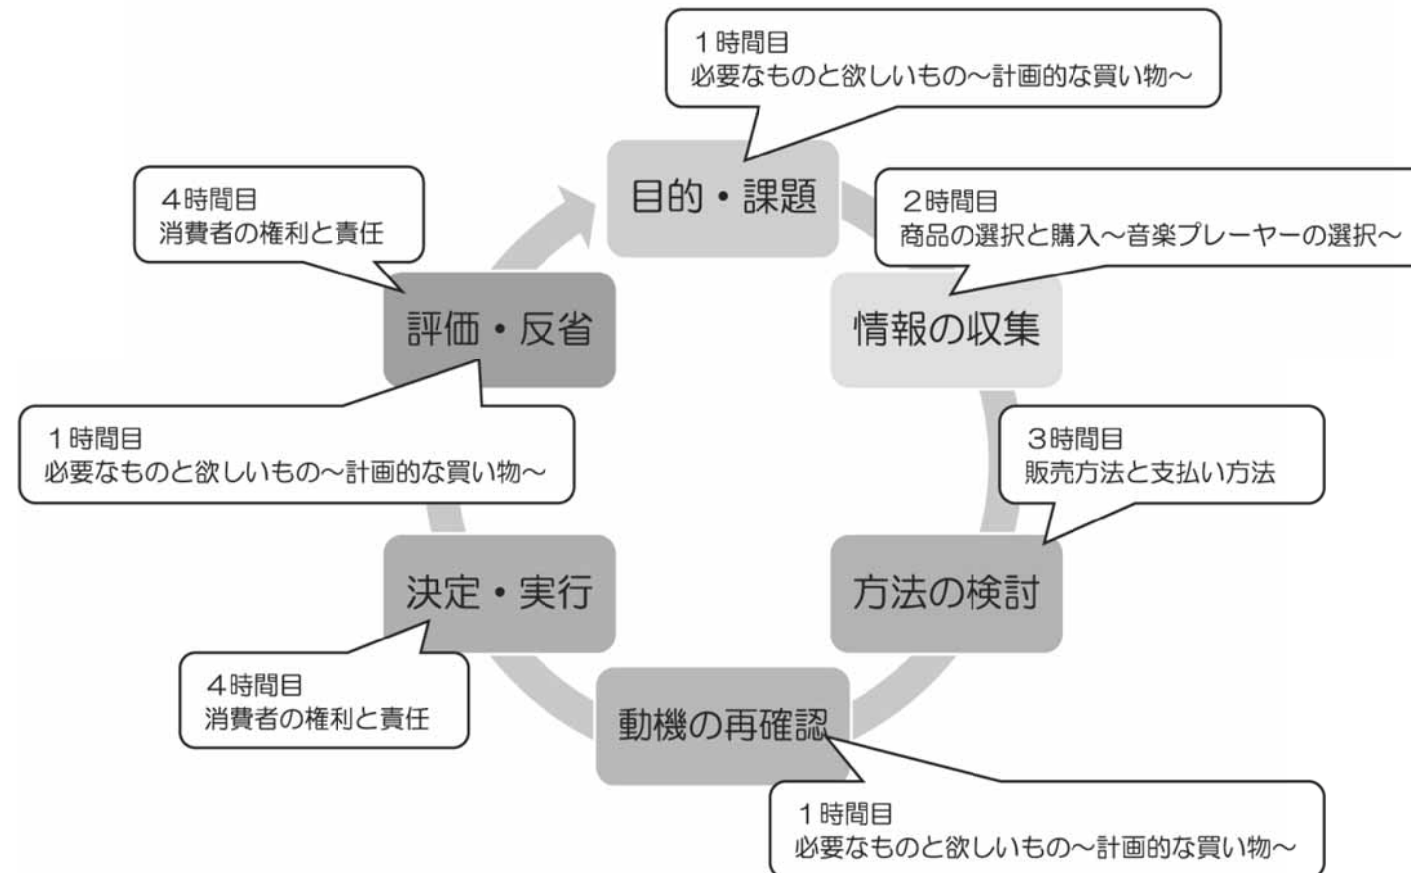 １時間目
必要なものと欲しいもの～計画的な買い物～
目的・課題
２時間目
商品の選択と購入～音楽プレーヤーの選択～
情報の収集
３時間目
販売方法と支払い方法
方法の検討
動機の再確認
１時間目
必要なものと欲しいもの～計画的な買い物～
決定・実行
４時間目
消費者の権利と責任
評価・反省
４時間目
消費者の権利と責任
１時間目
必要なものと欲しいもの～計画的な買い物～